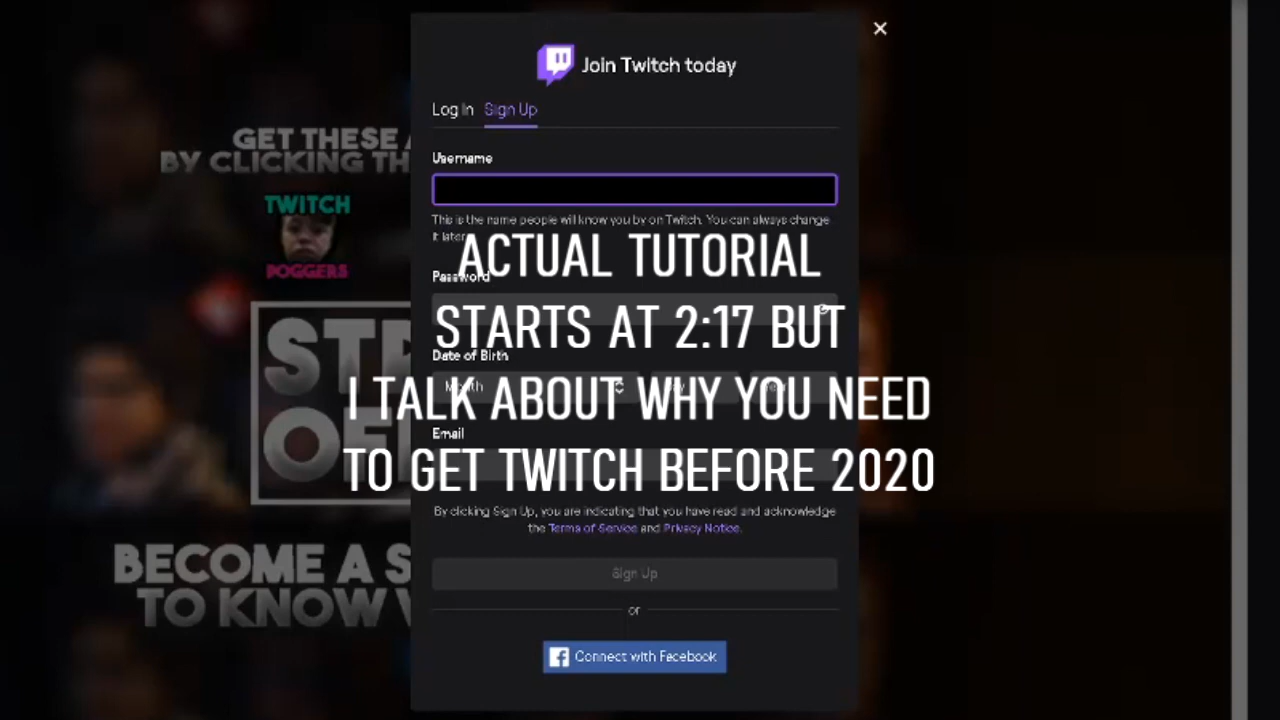 Join Twitch today
Log In Sign Up
GET THESE
BY CLICKING
Username
TWITCH
POGGERS
This is the name people will know you by on Twitch. You can always change
it later.
ACTUAL TUTORIAL
Password
STARTS AT 2:17 BUT
Date of Birth
Month
I TALK ABOUT WHY YOU NEED
Email
TO GET TWITCH BEFORE 2020
By clicking Sign Up, you are indicating that you have read and acknowledge
the Terms of Service and Privacy Notice.
BECOME A
TO KNOW
Sign Up
or
Connect with Facebook